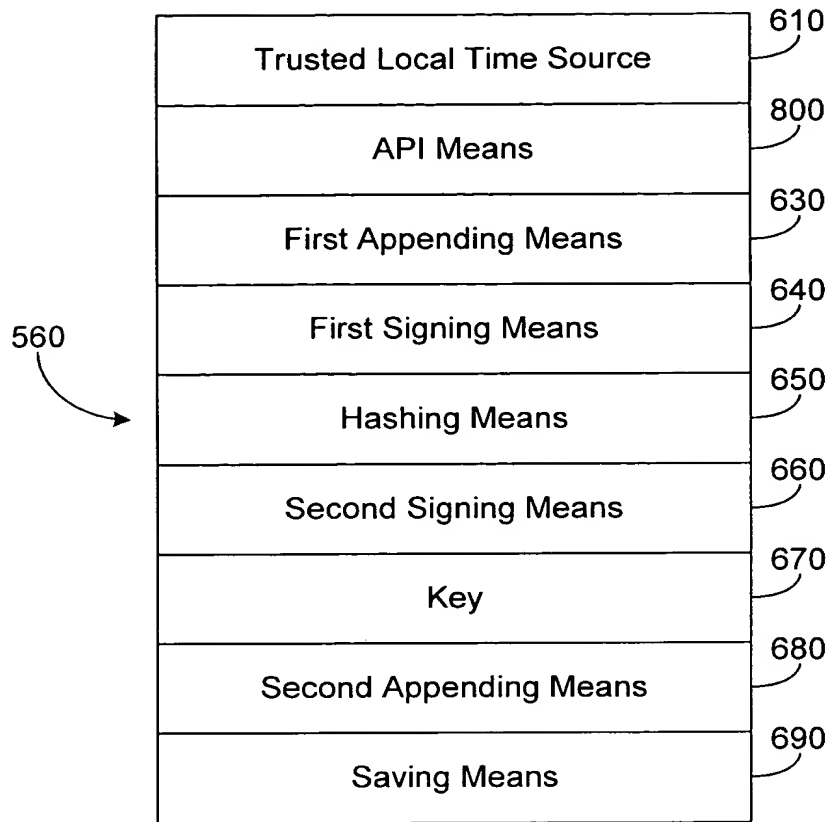 610
Trusted Local Time Source
800
API Means
630
First Appending Means
640
First Signing Means
560
650
Hashing Means
660
Second Signing Means
670
Key
680
Second Appending Means
690
Saving Means